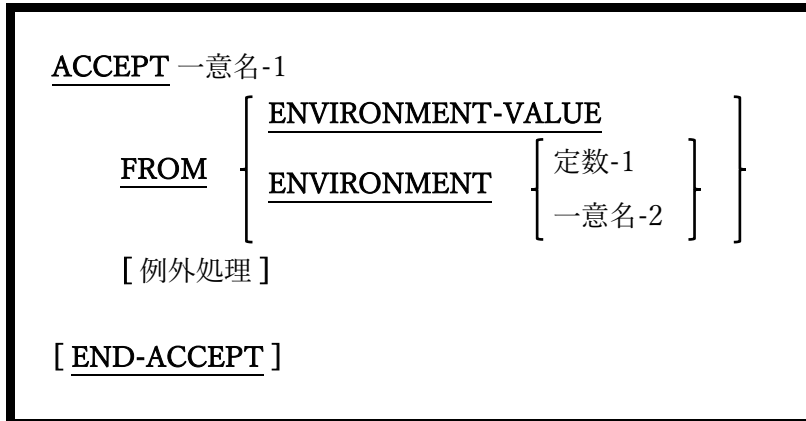 ACCEPT 一意名-1
ENVIRONMENT-VALUE
FROM
ENVIRONMENT
定数-1
一意名-2
[ 例外処理 ]
[ END-ACCEPT ]